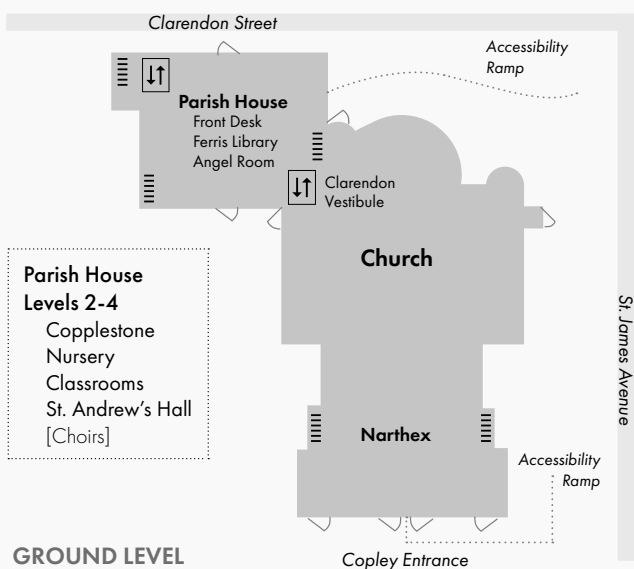 Clarendon Street
Accessibility
Ramp
Parish House
Front Desk
Ferris Library
Angel Room
Clarendon
Vestibule
Church
Parish House
Levels 2-4
Copplestone
Nursery
Classrooms
St. Andrew's Hall
[Choirs]
St. James Avenue
Narthex
Accessibility
Ramp
GROUND LEVEL
Copley Entrance